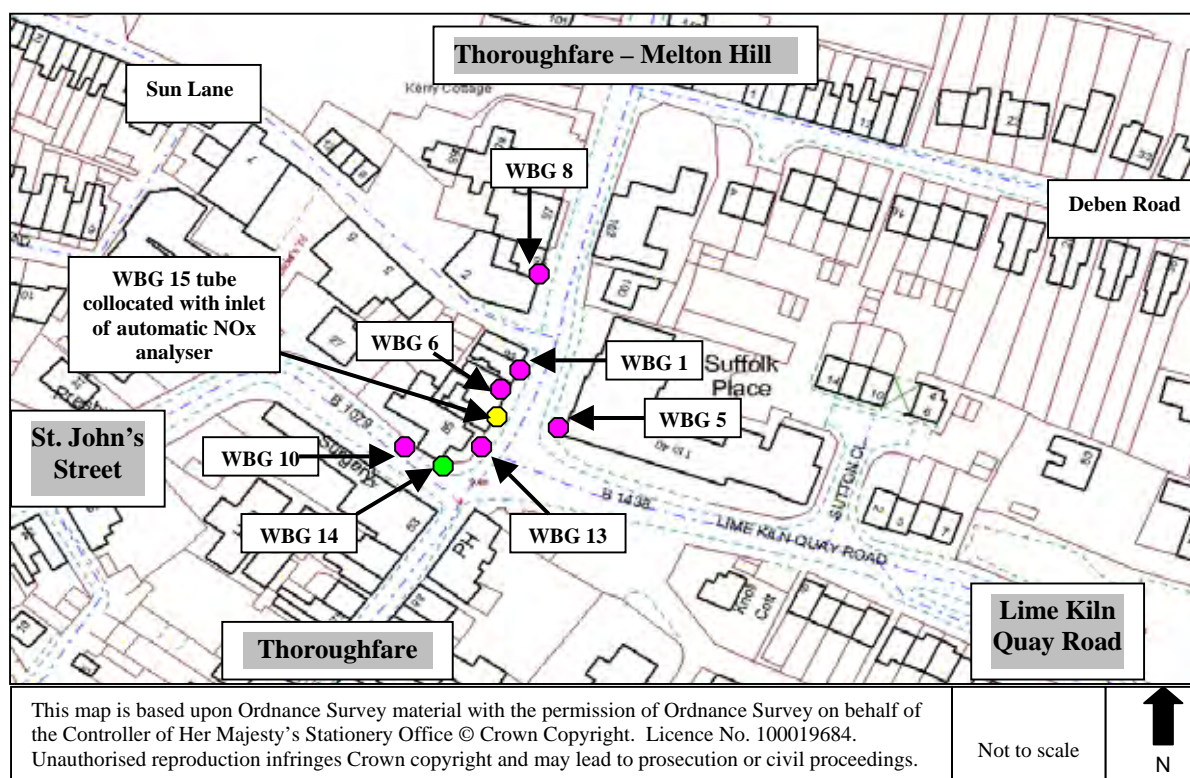 Thoroughfare – Melton Hill
Sun Lane
Kerry Cottage
WBG 8
Deben Road
WBG 15 tube
collocated with inlet
of automatic NOx
analyser
WBG 6
WBG 1
Suffolk
Place
WBG 5
B 1079
St. John's
Street
WBG 10
WBG 14
WBG 13
PH
B 1438
LIME KILN QUAY ROAD
SUTTON CL
Lime Kiln
Quay Road
Thoroughfare
101
102
100
This map is based upon Ordnance Survey material with the permission of Ordnance Survey on behalf of
the Controller of Her Majesty's Stationery Office © Crown Copyright. Licence No. 100019684.
Unauthorised reproduction infringes Crown copyright and may lead to prosecution or civil proceedings.
Not to scale
N